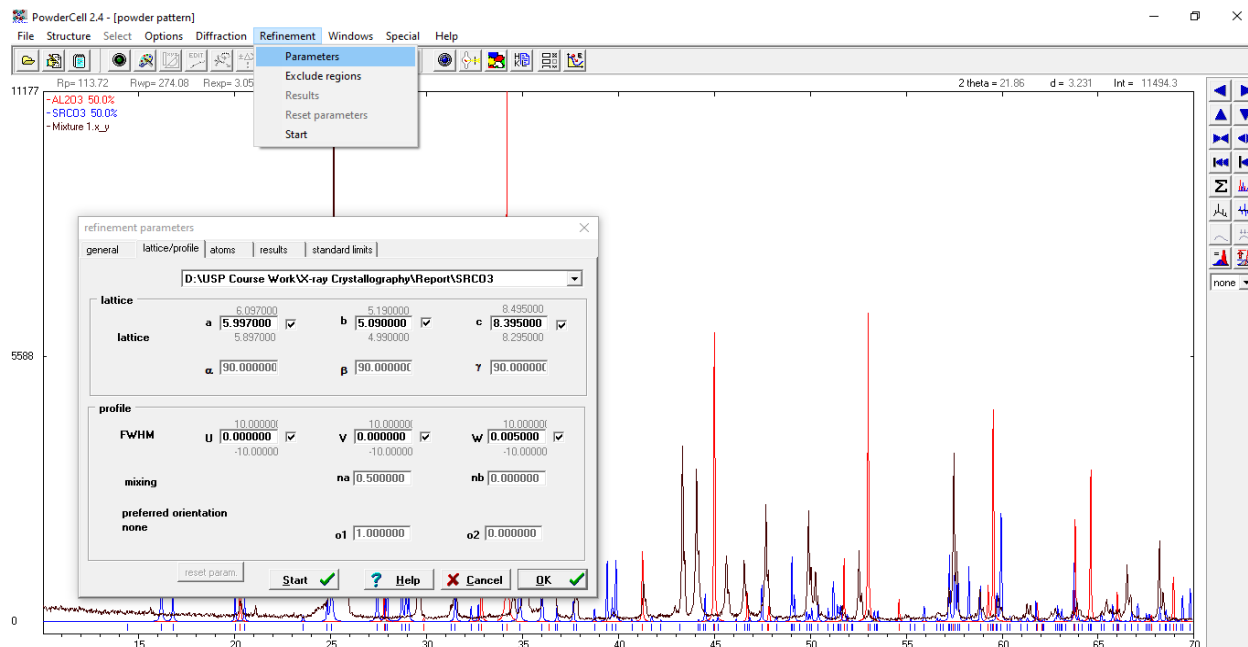 PowderCell 2.4 - [powder pattern]
File Structure Select Options Diffraction Refinement Windows Special Help
Parameters
Exclude regions
Results
Reset parameters
Start
Rp= 113.72 Rwp= 274.08 Rexp= 3.05
2 theta = 21.86 d = 3.231 Int = 11494.3
11177
AL2O3 50.0%
SRCO3 50.0%
Mixture 1.x_y
refinement parameters
general lattice/profile atoms results standard limits
D:\USP Course Work\X-ray Crystallography\Report\SRCO3
lattice
6.097000 5.190000 8.495000
lattice a 5.997000 b 5.090000 c 8.395000
5.897000 4.990000 8.295000
α 90.000000 β 90.000000 γ 90.000000
profile
10.000000 10.000000 10.000000
FWHM U 0.000000 V 0.000000 W 0.005000
-10.00000 -10.00000 -10.00000
mixing na 0.500000 nb 0.000000
preferred orientation
none
o1 1.000000 o2 0.000000
reset param. Start ? Help Cancel OK
none
5588
0
15 20 25 30 35 40 45 50 55 60 65 70